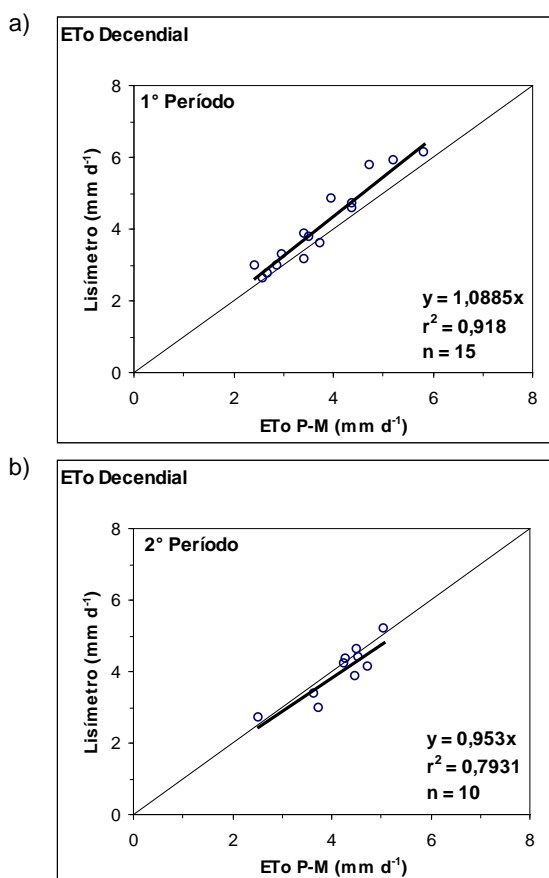 a)
ETo Decendial
1° Período
8
6
4
2
0
0 2 4 6 8
Lisímetro (mm d⁻¹)
ETo P-M (mm d⁻¹)
y = 1,0885x
r² = 0,918
n = 15
b)
ETo Decendial
2° Período
8
6
4
2
0
0 2 4 6 8
Lisímetro (mm d⁻¹)
ETo P-M (mm d⁻¹)
y = 0,953x
r² = 0,7931
n = 10